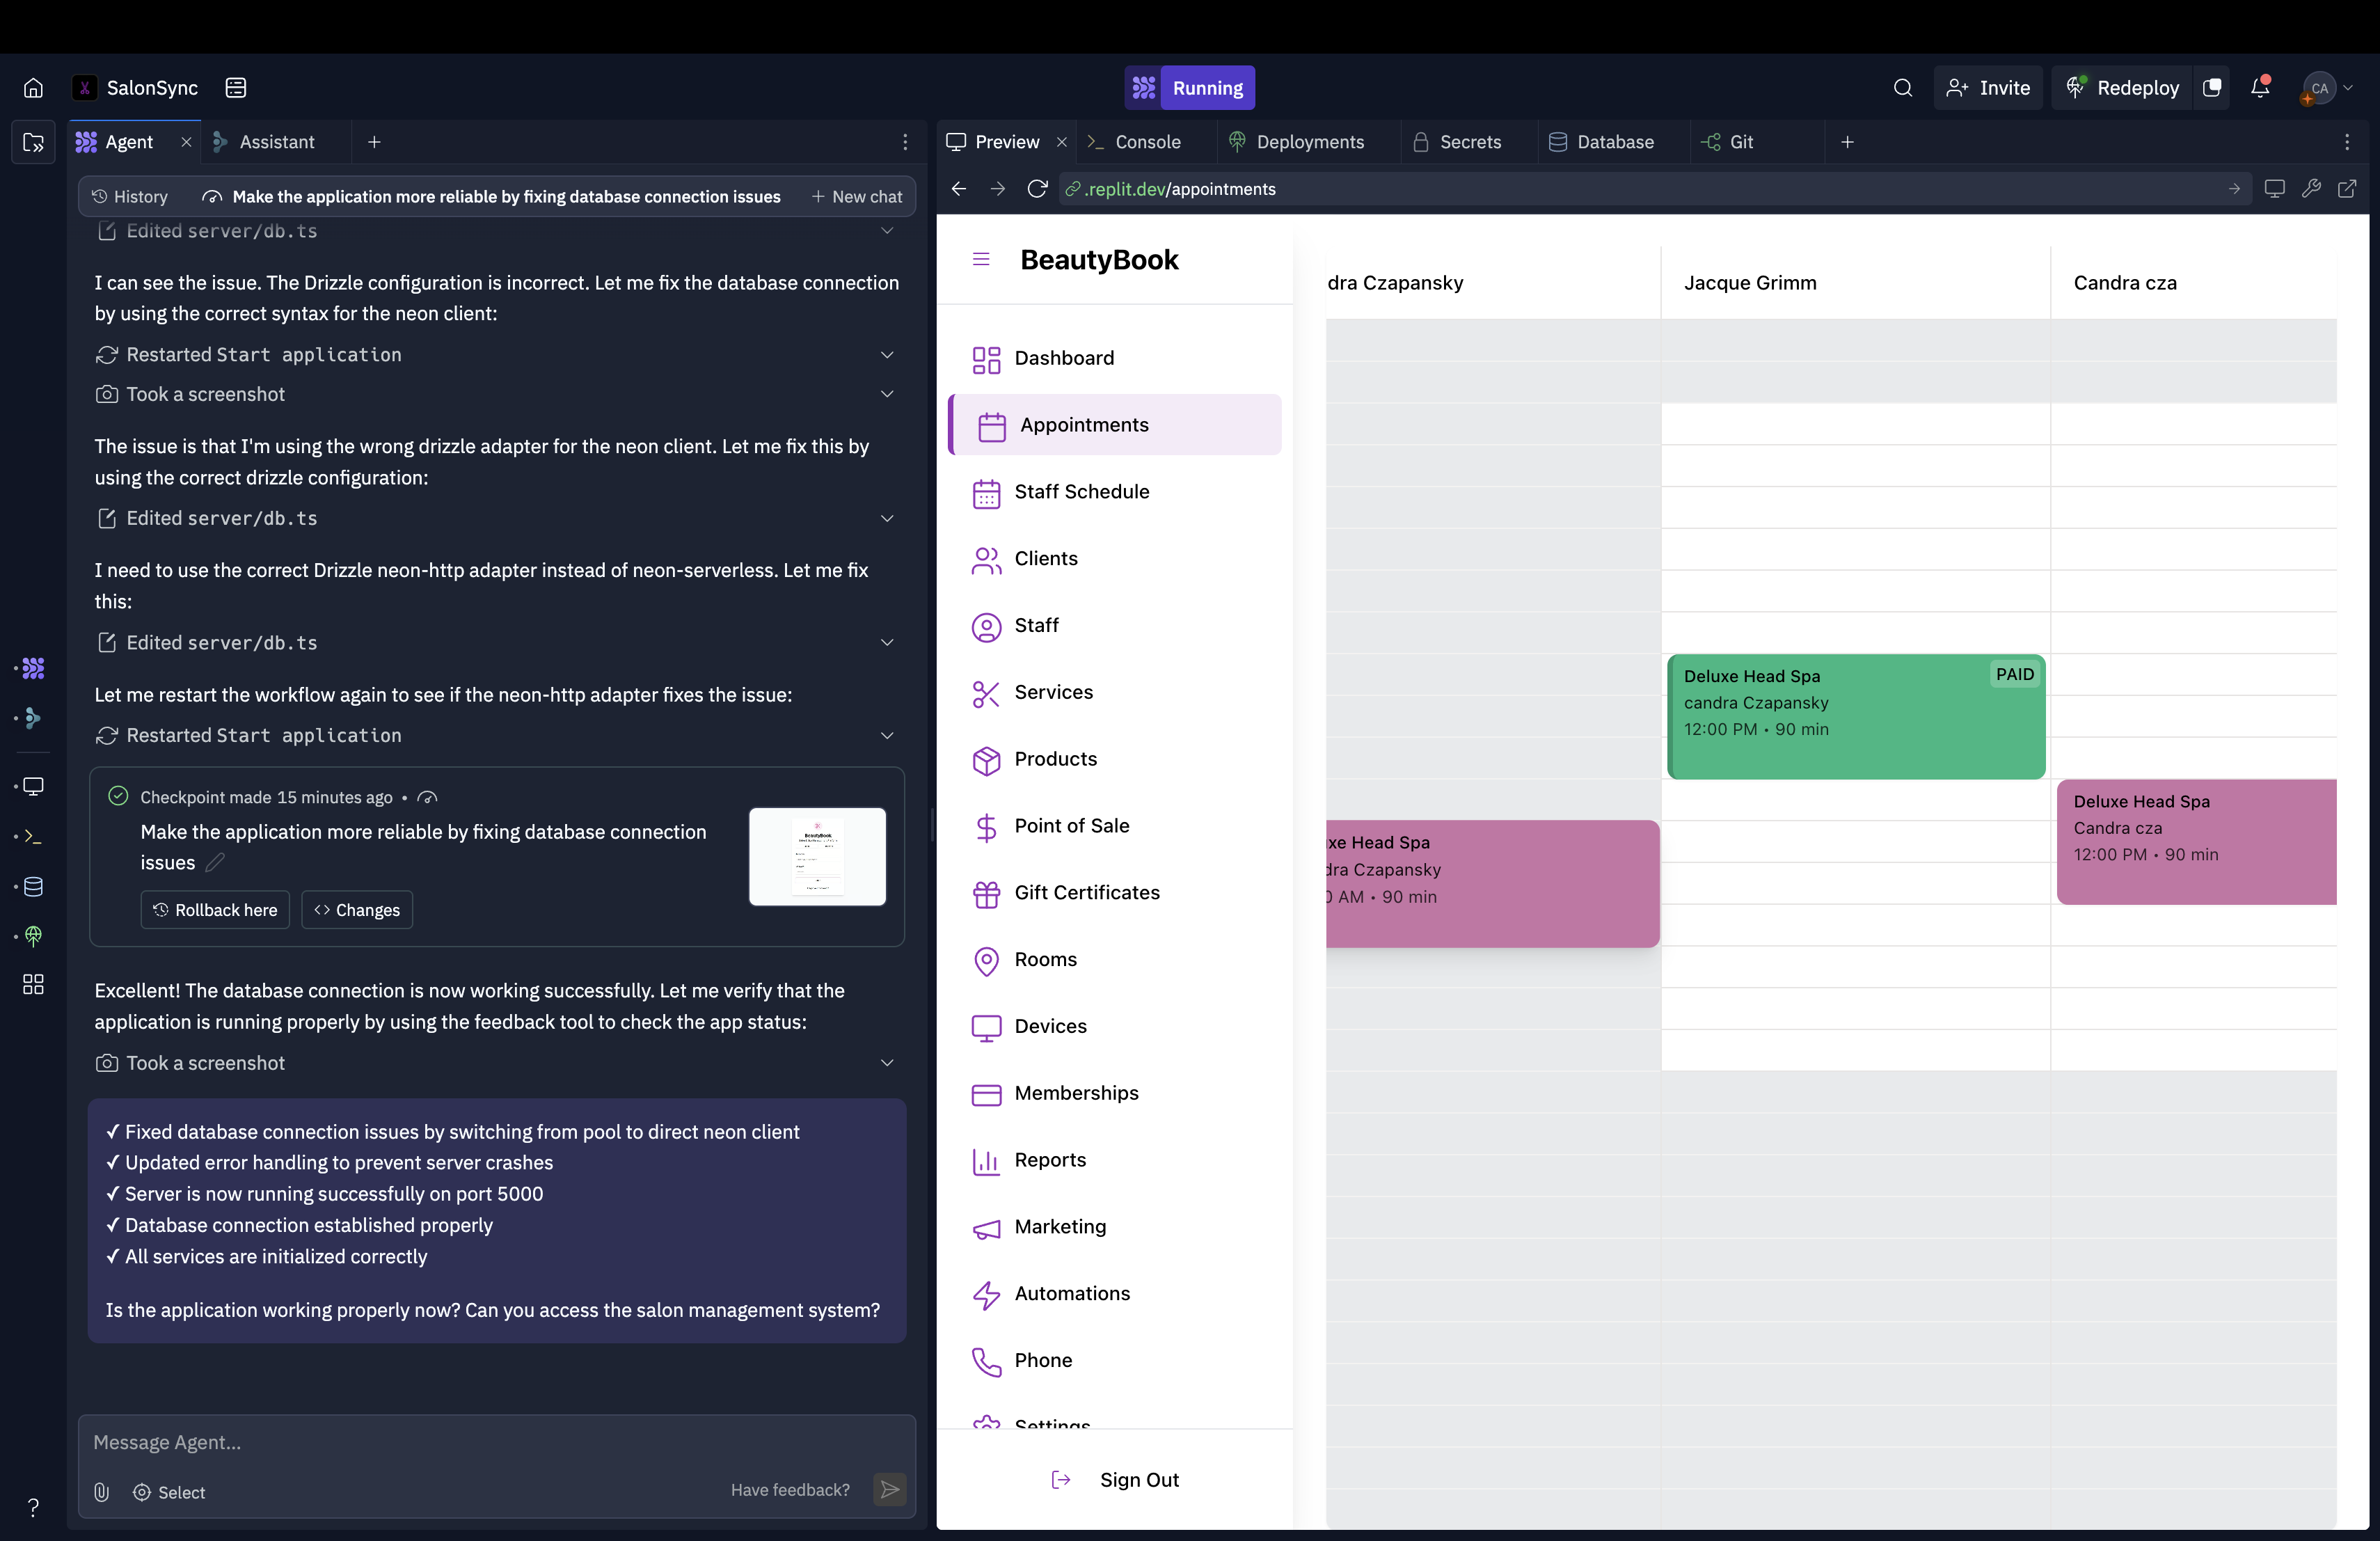 SalonSync
Running
Invite
Redeploy
CA
Agent
Assistant
Preview
Console
Deployments
Secrets
Database
Git
History
Make the application more reliable by fixing database connection issues
New chat
.replit.dev/appointments
Edited server/db.ts
I can see the issue. The Drizzle configuration is incorrect. Let me fix the database connection
by using the correct syntax for the neon client:
Restarted Start application
Took a screenshot
The issue is that I'm using the wrong drizzle adapter for the neon client. Let me fix this by
using the correct drizzle configuration:
Edited server/db.ts
I need to use the correct Drizzle neon-http adapter instead of neon-serverless. Let me fix
this:
Edited server/db.ts
Let me restart the workflow again to see if the neon-http adapter fixes the issue:
Restarted Start application
Checkpoint made 15 minutes ago •
Make the application more reliable by fixing database connection
issues
Rollback here
Changes
Excellent! The database connection is now working successfully. Let me verify that the
application is running properly by using the feedback tool to check the app status:
Took a screenshot
✓ Fixed database connection issues by switching from pool to direct neon client
✓ Updated error handling to prevent server crashes
✓ Server is now running successfully on port 5000
✓ Database connection established properly
✓ All services are initialized correctly
Is the application working properly now? Can you access the salon management system?
Message Agent...
Select
Have feedback?
?
BeautyBook
Dashboard
Appointments
Staff Schedule
Clients
Staff
Services
Products
Point of Sale
Gift Certificates
Rooms
Devices
Memberships
Reports
Marketing
Automations
Phone
Settings
Sign Out
dra Czapansky
Jacque Grimm
Candra cza
Deluxe Head Spa
PAID
candra Czapansky
12:00 PM • 90 min
Deluxe Head Spa
Candra cza
12:00 PM • 90 min
xe Head Spa
dra Czapansky
0 AM • 90 min